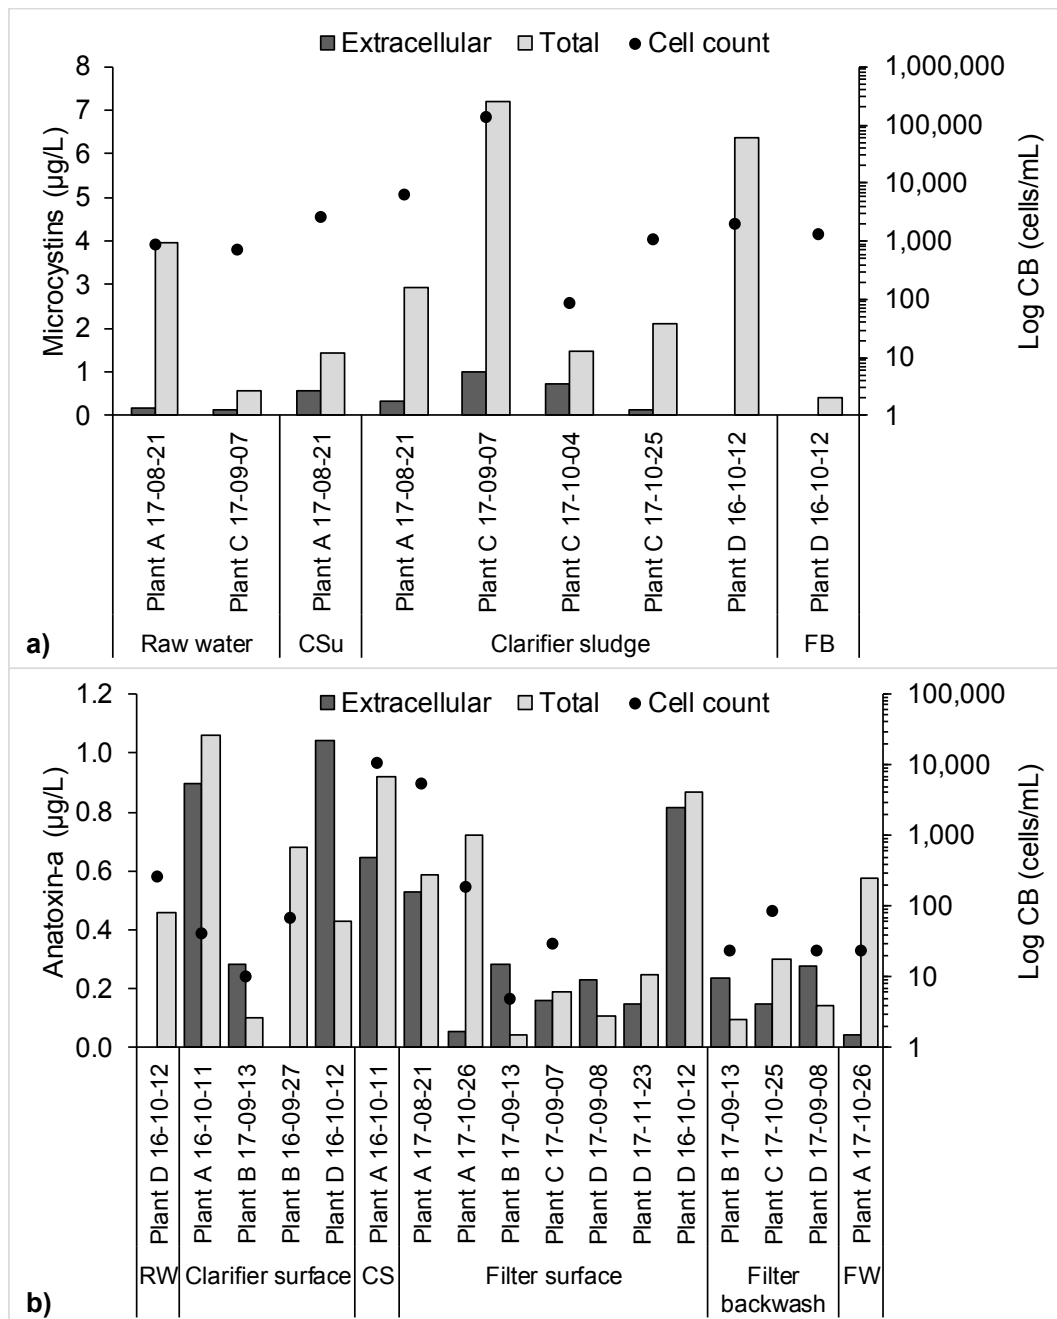 Extracellular Total Cell count
Microcystins (µg/L)
8
7
6
5
4
3
2
1
0
1,000,000
100,000
10,000
1,000
100
10
1
Log CB (cells/mL)
Plant A 17-08-21
Plant C 17-09-07
Plant A 17-08-21
Plant A 17-08-21
Plant C 17-09-07
Plant C 17-10-04
Plant C 17-10-25
Plant D 16-10-12
Plant D 16-10-12
a) Raw water CSu Clarifier sludge FB
Extracellular Total Cell count
Anatoxin-a (µg/L)
1.2
1.0
0.8
0.6
0.4
0.2
0.0
100,000
10,000
1,000
100
10
1
Log CB (cells/mL)
Plant D 16-10-12
Plant A 16-10-11
Plant B 17-09-13
Plant B 16-09-27
Plant D 16-10-12
Plant A 16-10-11
Plant A 17-08-21
Plant A 17-10-26
Plant B 17-09-13
Plant C 17-09-07
Plant D 17-09-08
Plant D 17-11-23
Plant D 16-10-12
Plant B 17-09-13
Plant C 17-10-25
Plant D 17-09-08
Plant A 17-10-26
RW Clarifier surface CS Filter surface Filter FW
backwash
b)